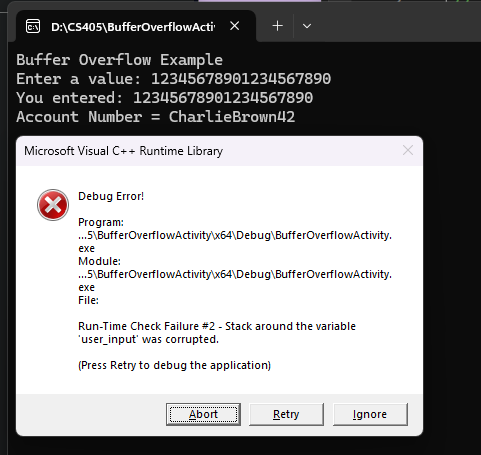 D:\CS405\BufferOverflowActivity
Buffer Overflow Example
Enter a value: 12345678901234567890
You entered: 12345678901234567890
Account Number = CharlieBrown42
Microsoft Visual C++ Runtime Library
Debug Error!
Program:
...5\BufferOverflowActivity\x64\Debug\BufferOverflowActivity.
exe
Module:
...5\BufferOverflowActivity\x64\Debug\BufferOverflowActivity.
exe
File:
Run-Time Check Failure #2 - Stack around the variable
'user_input' was corrupted.
(Press Retry to debug the application)
Abort
Retry
Ignore